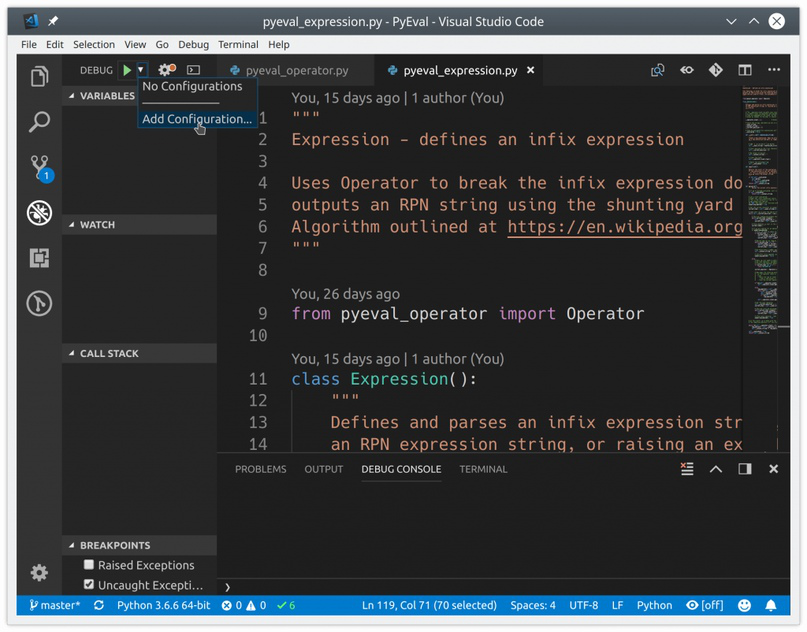 pyeval_expression.py - PyEval - Visual Studio Code
File Edit Selection View Go Debug Terminal Help
DEBUG
No Configurations
Add Configuration...
VARIABLES
WATCH
CALL STACK
BREAKPOINTS
Raised Exceptions
Uncaught Excepti...
1
pyeval_operator.py
pyeval_expression.py
You, 15 days ago | 1 author (You)
1 """
2 Expression - defines an infix expression
3
4 Uses Operator to break the infix expression do
5 outputs an RPN string using the shunting yard
6 Algorithm outlined at https://en.wikipedia.org
7 """
8
You, 26 days ago
9 from pyeval_operator import Operator
10
You, 15 days ago | 1 author (You)
11 class Expression():
12 """
13 Defines and parses an infix expression str
14 an RPN expression string, or raising an ex
PROBLEMS OUTPUT DEBUG CONSOLE TERMINAL
master* Python 3.6.6 64-bit 0 0 6 Ln 119, Col 71 (70 selected) Spaces: 4 UTF-8 LF Python [off]